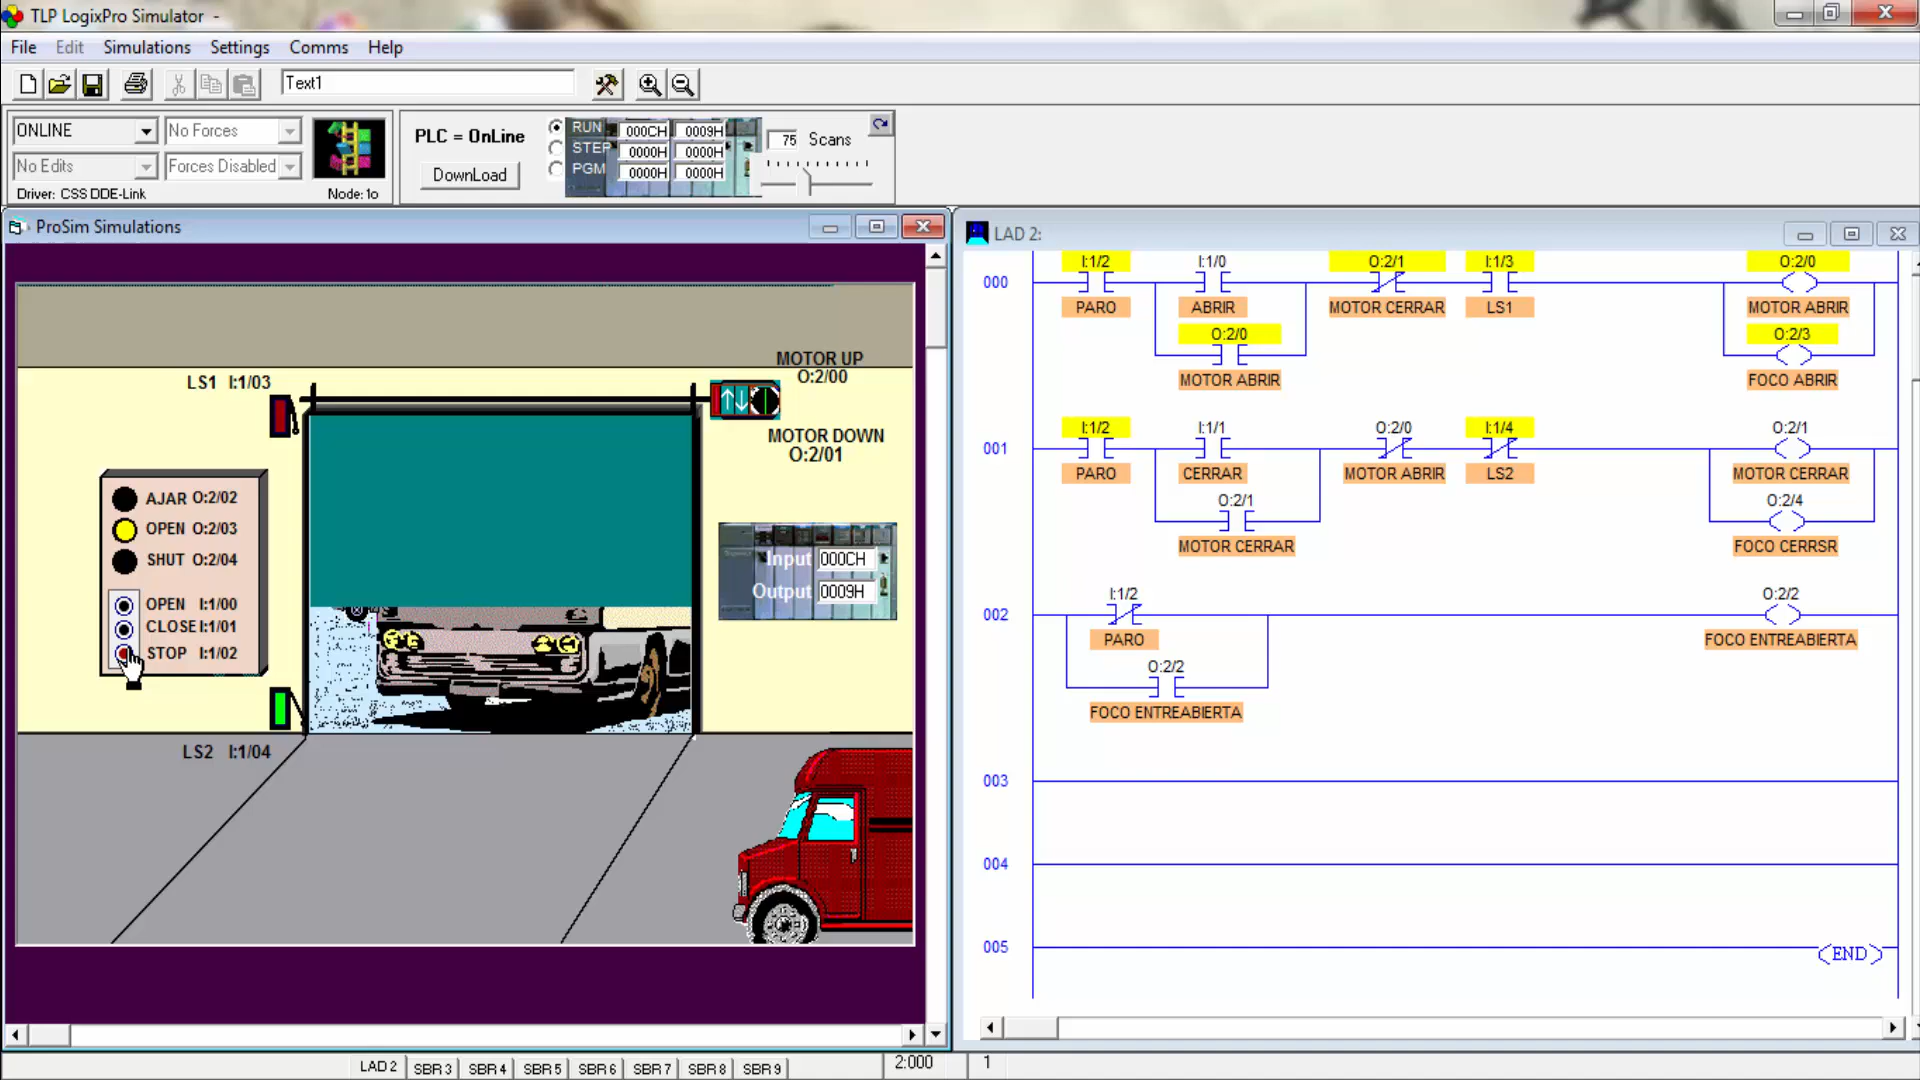 TLP LogixPro Simulator -
File Edit Simulations Settings Comms Help
Text1
ONLINE No Forces
No Edits Forces Disabled
Driver: CSS DDE-Link Node: 1o
PLC = OnLine
DownLoad
RUN 000CH 0009H
STEP 0000H 0000H
PGM 0000H 0000H
75 Scans
ProSim Simulations
LS1 I:1/03
MOTOR UP
O:2/00
MOTOR DOWN
O:2/01
AJAR O:2/02
OPEN O:2/03
SHUT O:2/04
OPEN I:1/00
CLOSE I:1/01
STOP I:1/02
Input 000CH
Output 0009H
LS2 I:1/04
LAD 2:
I:1/2 I:1/0 O:2/1 I:1/3 O:2/0
000
PARO ABRIR MOTOR CERRAR LS1 MOTOR ABRIR
O:2/0 O:2/3
MOTOR ABRIR FOCO ABRIR
I:1/2 I:1/1 O:2/0 I:1/4 O:2/1
001
PARO CERRAR MOTOR ABRIR LS2 MOTOR CERRAR
O:2/1 O:2/4
MOTOR CERRAR FOCO CERRSR
I:1/2 O:2/2
002
PARO FOCO ENTREABIERTA
O:2/2
FOCO ENTREABIERTA
003
004
005
END
LAD 2 SBR 3 SBR 4 SBR 5 SBR 6 SBR 7 SBR 8 SBR 9 2:000 1